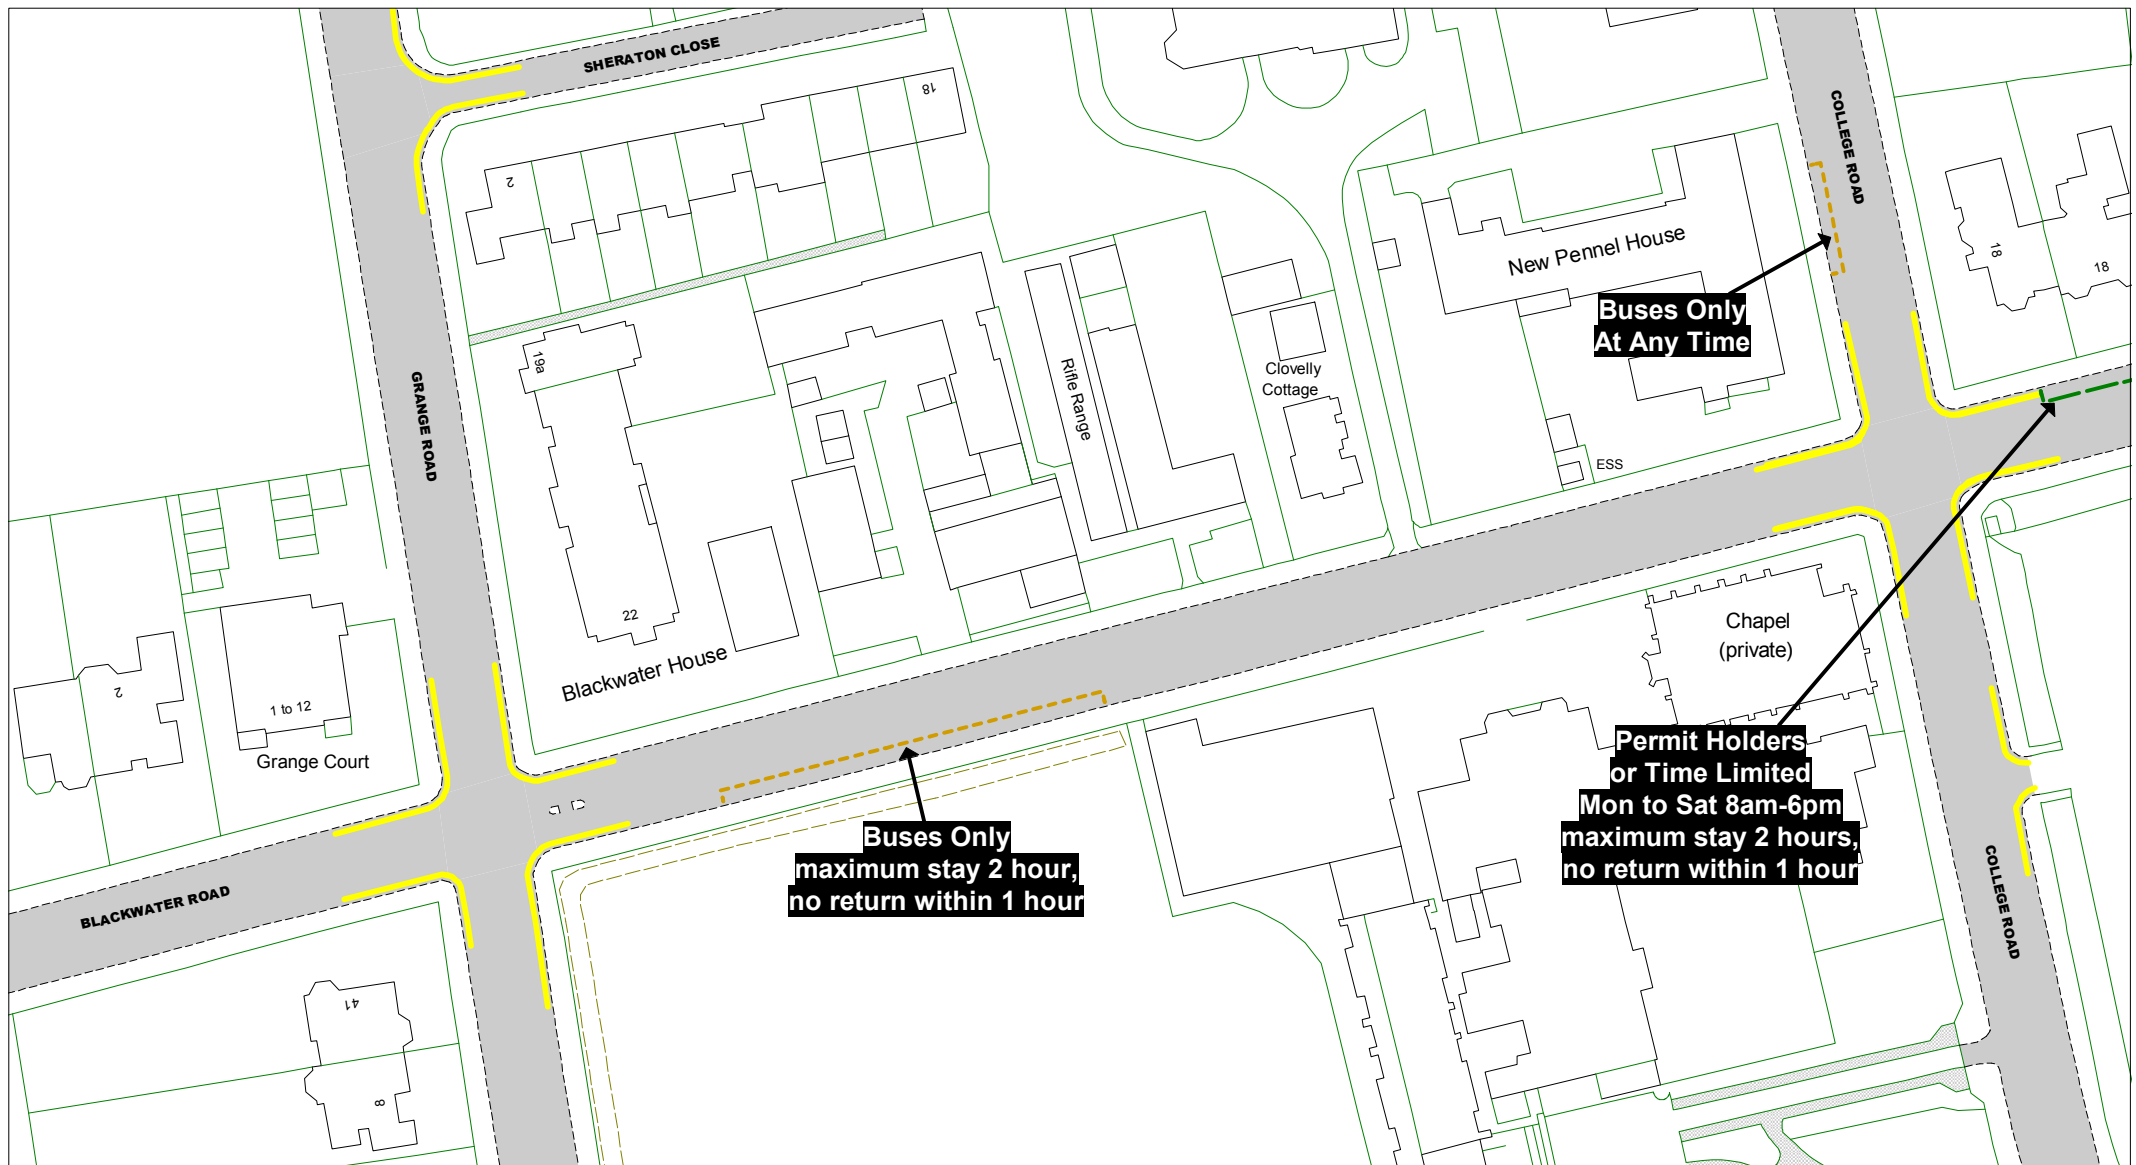 SHERATON CLOSE
18
2
COLLEGE ROAD
18
18
New Pennel House
Buses Only
At Any Time
19a
GRANGE ROAD
Rifle Range
Clovelly
Cottage
ESS
22
Blackwater House
Chapel
(private)
2
1 to 12
Grange Court
Permit Holders
or Time Limited
Mon to Sat 8am-6pm
maximum stay 2 hours,
no return within 1 hour
Buses Only
maximum stay 2 hour,
no return within 1 hour
BLACKWATER ROAD
COLLEGE ROAD
41
8